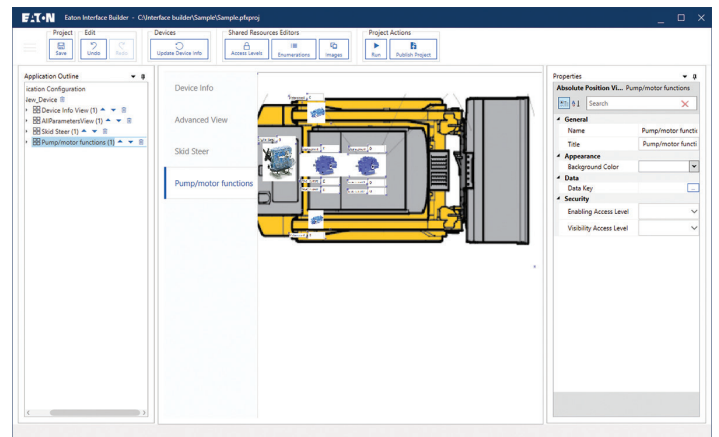 EATON Eaton Interface Builder - C:\Interface builder\Sample\Sample.pfxproj
Project Edit Devices Shared Resources Editors Project Actions
Save Undo Redo Update Device Info Access Levels Enumerations Images Run Publish Project
Application Outline
ication Configuration
iew_Device
Device Info View (1)
AllParametersView (1)
Skid Steer (1)
Pump/motor functions (1)
Device Info
Advanced View
Skid Steer
Pump/motor functions
Properties
Absolute Position Vi... Pump/motor functions
Search
General
Name Pump/motor functi
Title Pump/motor functi
Appearance
Background Color
Data
Data Key
...
Security
Enabling Access Level
Visibility Access Level